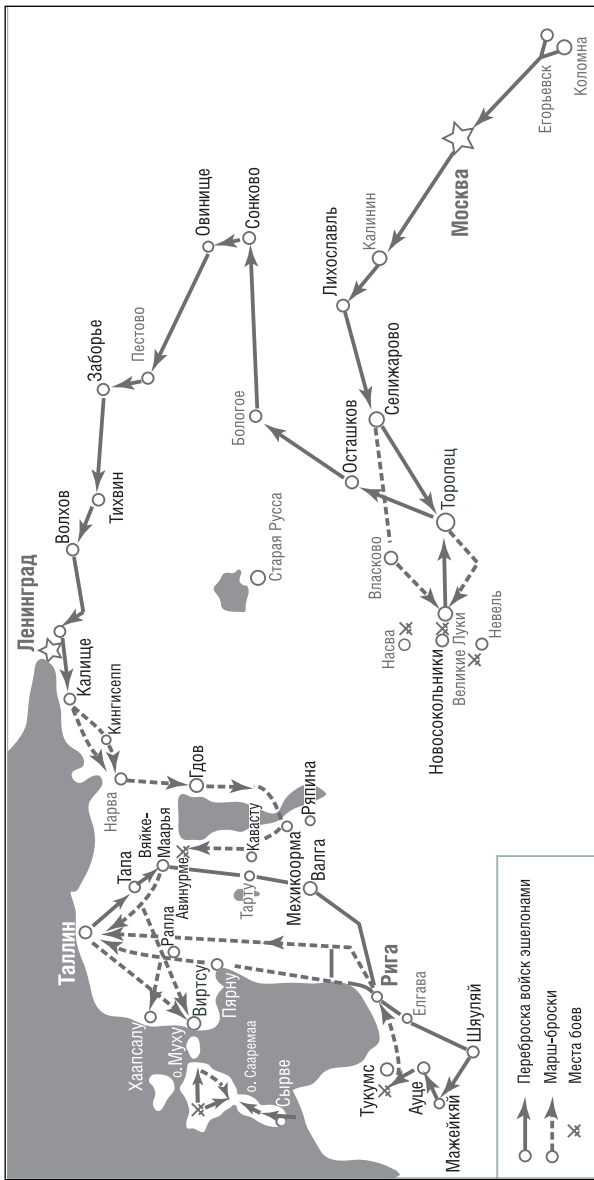 Таллин
Тапа
Вяйке-
Маарья
Авинурме
Хаапсалу
Рапла
о. Муху
Виртсу
Пярну
о. Сааремаа
Сырве
Тарту
Кавасту
Мехикоорма
Ряпина
Валга
Рига
Елгава
Тукумс
Ауце
Мажейкяй
Шяуляй
Ленинград
Калище
Кингисепп
Нарва
Гдов
Волхов
Тихвин
Заборье
Пестово
Овинище
Сонково
Бологое
Старая Русса
Осташков
Лихославль
Калинин
Селижарово
Москва
Егорьевск
Коломна
Торопец
Власково
Насва
Новосокольники
Великие Луки
Невель
Переброска войск эшелонами
Марш-броски
Места боев